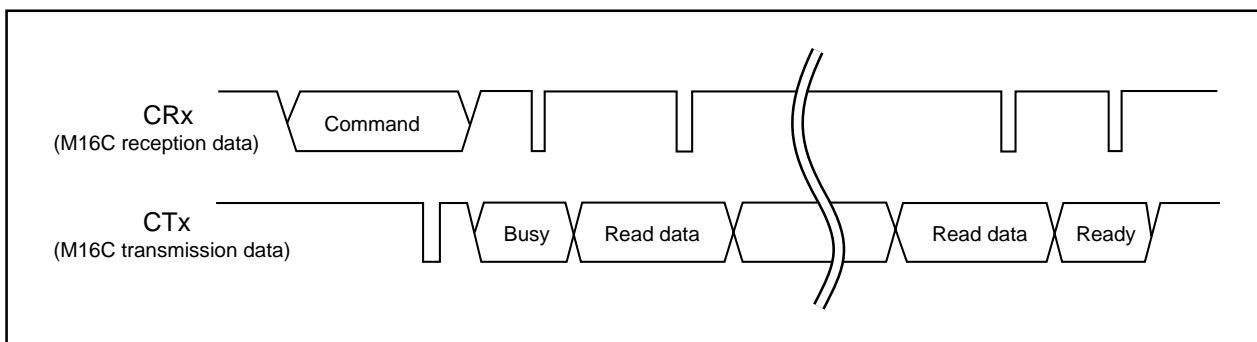 CRx
(M16C reception data)
Command
CTx
(M16C transmission data)
Busy
Read data
Read data
Ready